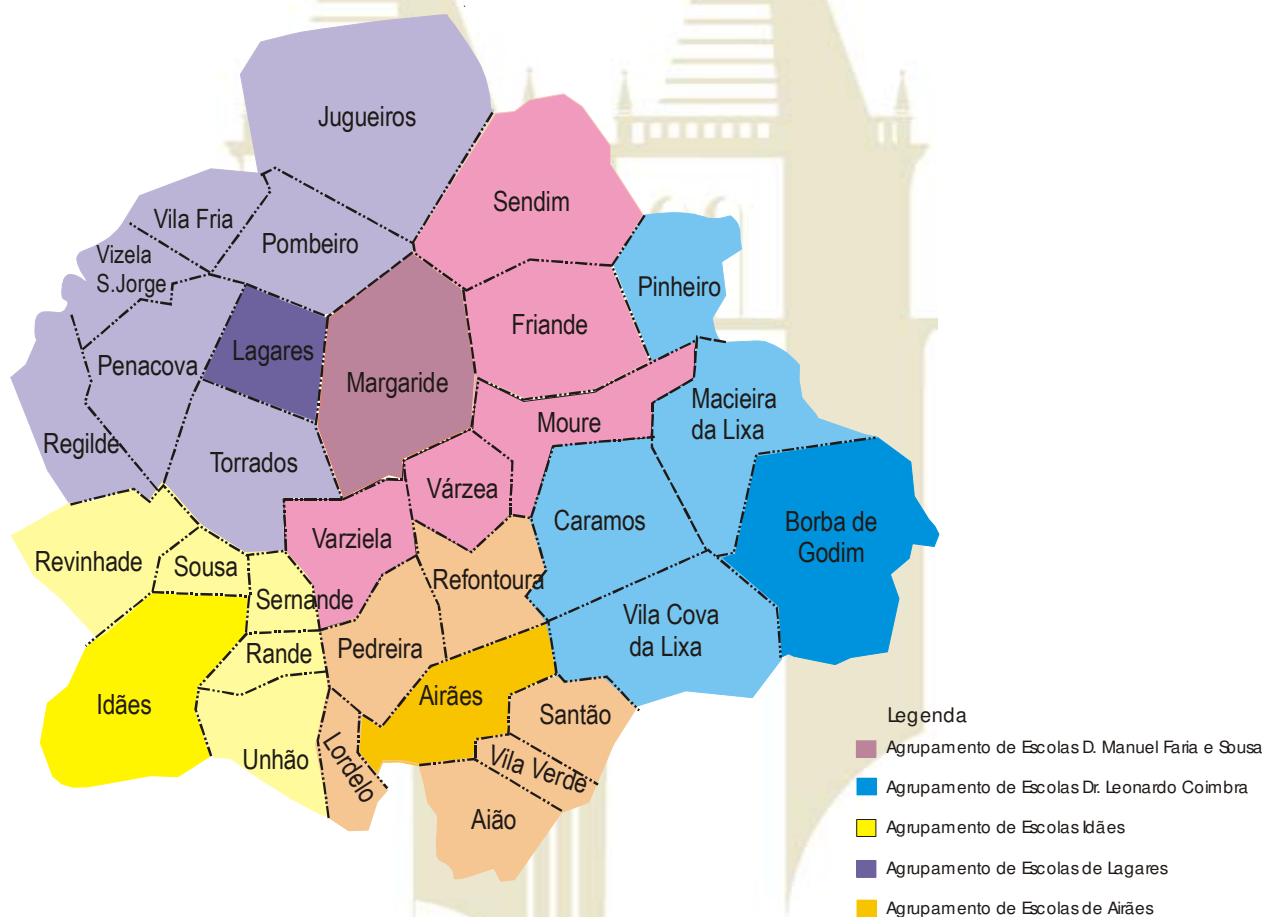 Jugueiros
Sendim
Vila Fria
Pombeiro
Vizela
S.Jorge
Pinheiro
Friande
Lagares
Penacova
Margaride
Macieira
da Lixa
Moure
Regilde
Torrados
Várzea
Caramos
Borba de
Godim
Varziela
Revinhade
Sousa
Refontoura
Sernande
Vila Cova
da Lixa
Rande
Pedreira
Idães
Airães
Santão
Unhão
Lordelo
Vila Verde
Aião
Legenda
Agrupamento de Escolas D. Manuel Faria e Sousa
Agrupamento de Escolas Dr. Leonardo Coimbra
Agrupamento de Escolas Idães
Agrupamento de Escolas de Lagares
Agrupamento de Escolas de Airães